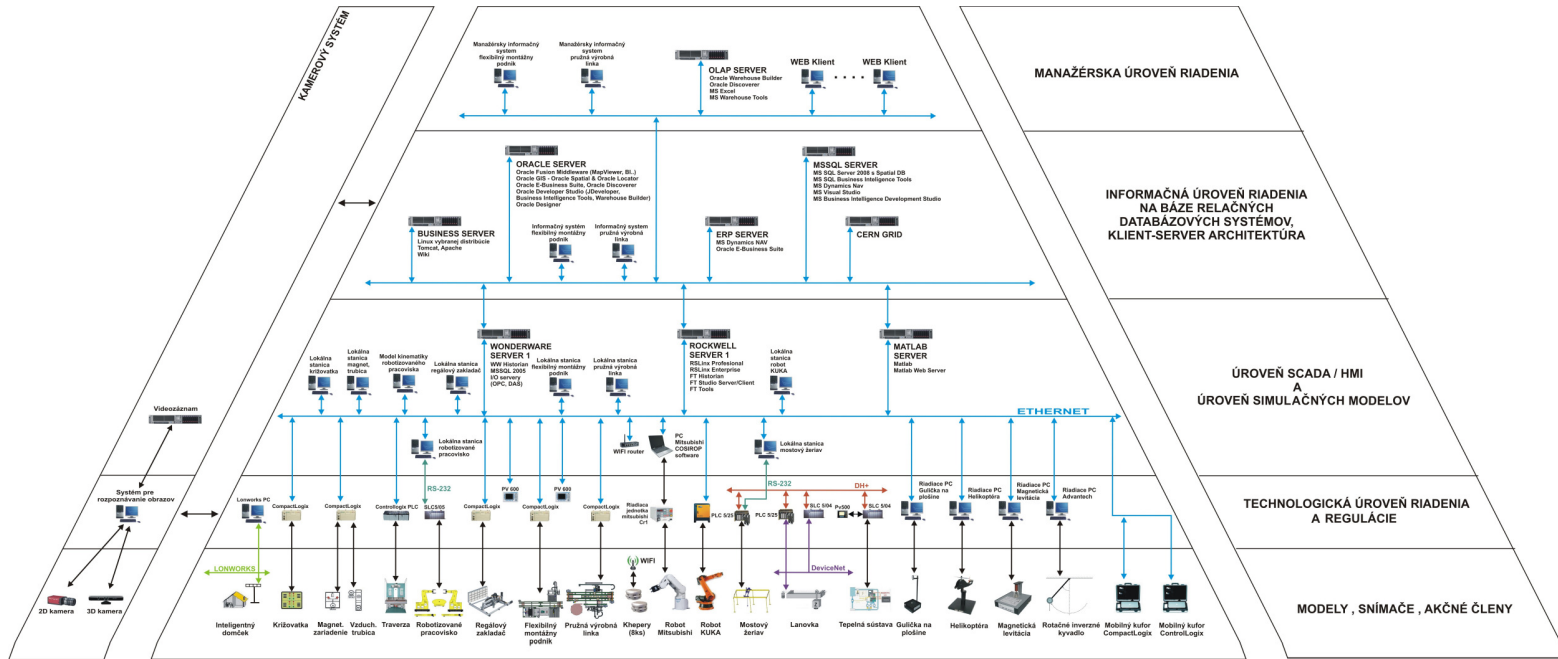 KAMEROVÝ SYSTÉM
Manažérsky informačný
system
flexibilný montážny
podnik
Manažérsky informačný
system
pružná výrobná
linka
OLAP SERVER
Oracle Warehouse Builder
Oracle Discoverer
MS Excel
MS Warehouse Tools
WEB Klient
WEB Klient
MANAŽÉRSKA ÚROVEŇ RIADENIA
ORACLE SERVER
Oracle Fusion Middleware (MapViewer, BI..)
Oracle GIS - Oracle Spatial & Oracle Locator
Oracle E-Business Suite, Oracle Discoverer
Oracle Developer Studio (JDeveloper,
Business Intelligence Tools, Warehouse Builder)
Oracle Designer
MSSQL SERVER
MS SQL Server 2008 s Spatial DB
MS SQL Business Inteligence Tools
MS Dynamics Nav
MS Visual Studio
MS Business Intelligence Development Studio
BUSINESS SERVER
Linux vybranej distribúcie
Tomcat, Apache
Wiki
Informačný systém
flexibilný montážny
podnik
Informačný system
pružná výrobná
linka
ERP SERVER
MS Dynamics NAV
Oracle E-Business Suite
CERN GRID
INFORMAČNÁ ÚROVEŇ RIADENIA
NA BÁZE RELAČNÝCH
DATABÁZOVÝCH SYSTÉMOV,
KLIENT-SERVER ARCHITEKTÚRA
Lokálna
stanica
križovatka
Lokálna
stanica
magnet.
trubica
Model kinematiky
robotizovaného
pracoviska
Lokálna stanica
regálový zakladač
WONDERWARE
SERVER 1
WW Historian
MSSQL 2005
I/O servery
(OPC, DAS)
Lokálna stanica
flexibilný montážny
podnik
Lokálna stanica
pružná výrobná
linka
ROCKWELL
SERVER 1
RSLinx Profesional
RSLinx Enterprise
FT Historian
FT Studio Server/Client
FT Tools
Lokálna
stanica
robot
KUKA
MATLAB
SERVER
Matlab
Matlab Web Server
ÚROVEŇ SCADA / HMI
A
ÚROVEŇ SIMULAČNÝCH MODELOV
ETHERNET
Videozáznam
Lokálna stanica
robotizované
pracovisko
WIFI router
PC
Mitsubishi
COSIROP
software
Lokálna stanica
mostový žeriav
Systém pre
rozpoznávanie obrazov
Lonworks PC
CompactLogix
CompactLogix
Controllogix PLC
RS-232
SLC5/05
CompactLogix
PV 600
CompactLogix
PV 600
CompactLogix
Riadiaca
jednotka
mitsubishi
Cr1
RS-232
DH+
PLC 5/25
PLC 5/25
SLC 5/04
Pv500
SLC 5/04
Riadiace PC
Gulička na
plošine
Riadiace PC
Helikoptéra
Riadiace PC
Magnetická
levitácia
Riadiace PC
Advantech
TECHNOLOGICKÁ ÚROVEŇ RIADENIA
A REGULÁCIE
LONWORKS
WIFI
DeviceNet
2D kamera
3D kamera
Inteligentný
domček
Križovatka
Magnet.
zariadenie
Vzduch.
trubica
Traverza
Robotizované
pracovisko
Regálový
zakladač
Flexibilný
montážny
podnik
Pružná výrobná
linka
Khepery
(8ks)
Robot
Mitsubishi
Robot
KUKA
Mostový
žeriav
Lanovka
Tepelná sústava
Gulička na
plošine
Helikoptéra
Magnetická
levitácia
Rotačné inverzné
kyvadlo
Mobilný kufor
CompactLogix
Mobilný kufor
ControlLogix
MODELY , SNÍMAČE , AKČNÉ ČLENY